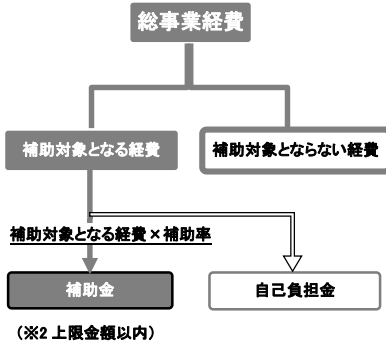 総事業経費
補助対象となる経費
補助対象とならない経費
補助対象となる経費×補助率
補助金
自己負担金
（※2 上限金額以内）